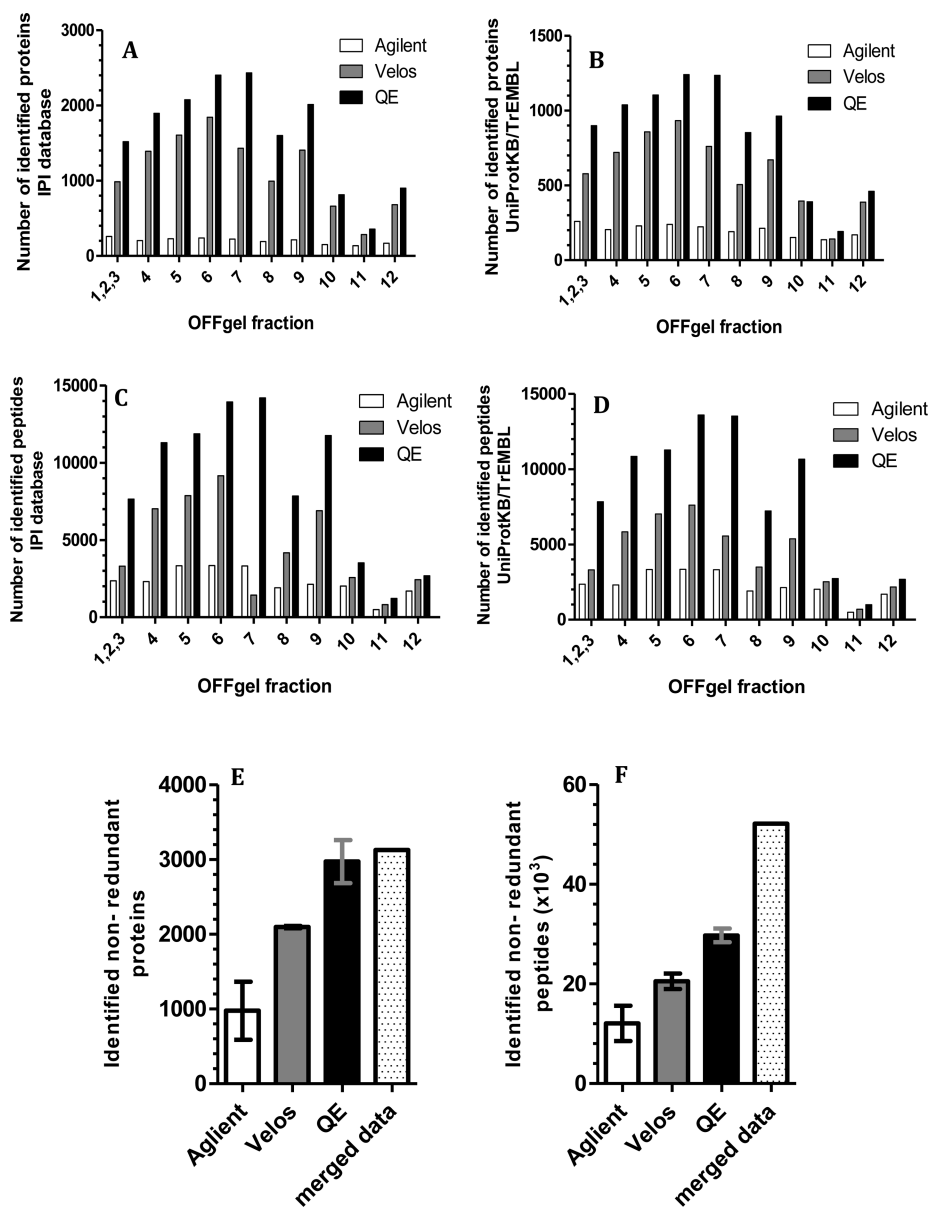 A
Number of identified proteins
IPI database
3000
2000
1000
0
Agilent
Velos
QE
1,2,3
4
5
6
7
8
9
10
11
12
OFFgel fraction
B
Number of identified proteins
UniProtKB/TrEMBL
1500
1000
500
0
Agilent
Velos
QE
1,2,3
4
5
6
7
8
9
10
11
12
OFFgel fraction
C
Number of identified peptides
IPI database
15000
10000
5000
0
Agilent
Velos
QE
1,2,3
4
5
6
7
8
9
10
11
12
OFFgel fraction
D
Number of identified peptides
UniProtKB/TrEMBL
15000
10000
5000
0
Agilent
Velos
QE
1,2,3
4
5
6
7
8
9
10
11
12
OFFgel fraction
E
Identified non- redundant
proteins
4000
3000
2000
1000
0
Aglient
Velos
QE
merged data
F
Identified non- redundant
peptides (x10³)
60
40
20
0
Agilent
Velos
QE
merged data